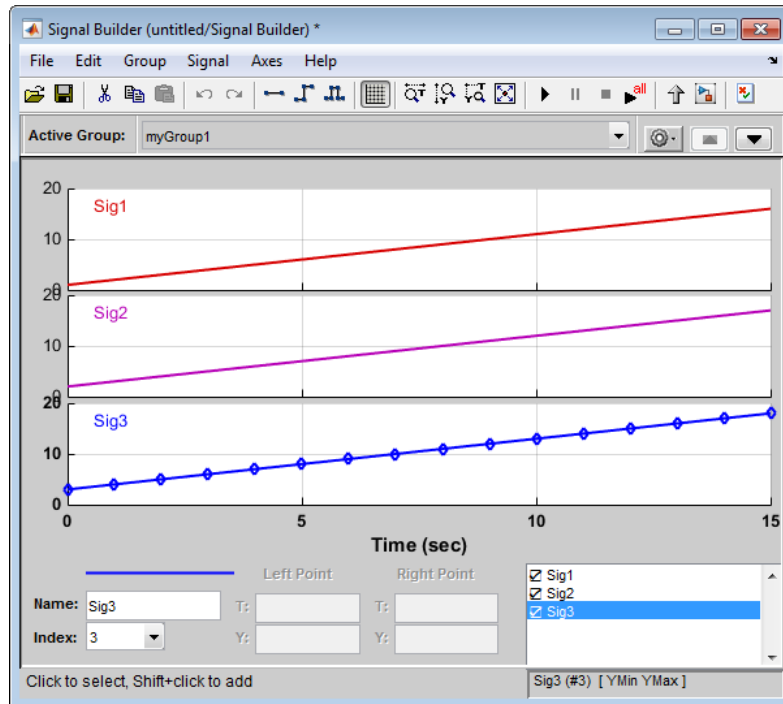 Signal Builder (untitled/Signal Builder) *
File Edit Group Signal Axes Help
all
Active Group: myGroup1
20
Sig1
10
0
20
Sig2
10
0
20
Sig3
10
0
0 5 10 15
Time (sec)
Left Point Right Point
Name: Sig3 T: T:
Index: 3 Y: Y:
Sig1
Sig2
Sig3
Click to select, Shift+click to add
Sig3 (#3) [ YMin YMax ]